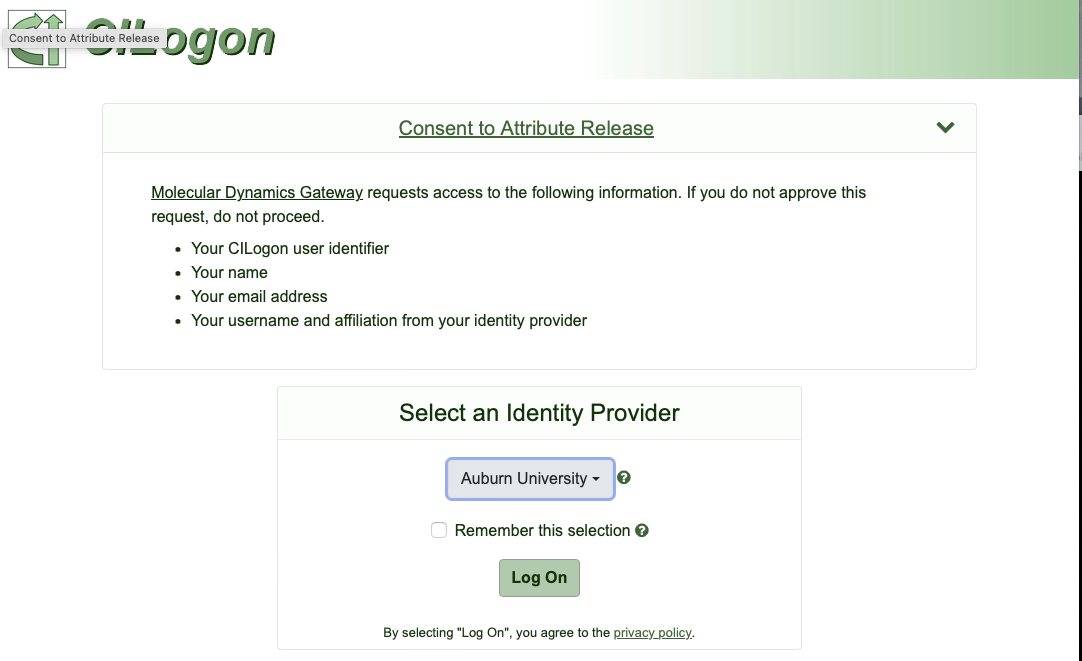 CILogon
Consent to Attribute Release
Consent to Attribute Release
Molecular Dynamics Gateway requests access to the following information. If you do not approve this
request, do not proceed.
• Your CILogon user identifier
• Your name
• Your email address
• Your username and affiliation from your identity provider
Select an Identity Provider
Auburn University
Remember this selection
Log On
By selecting "Log On", you agree to the privacy policy.